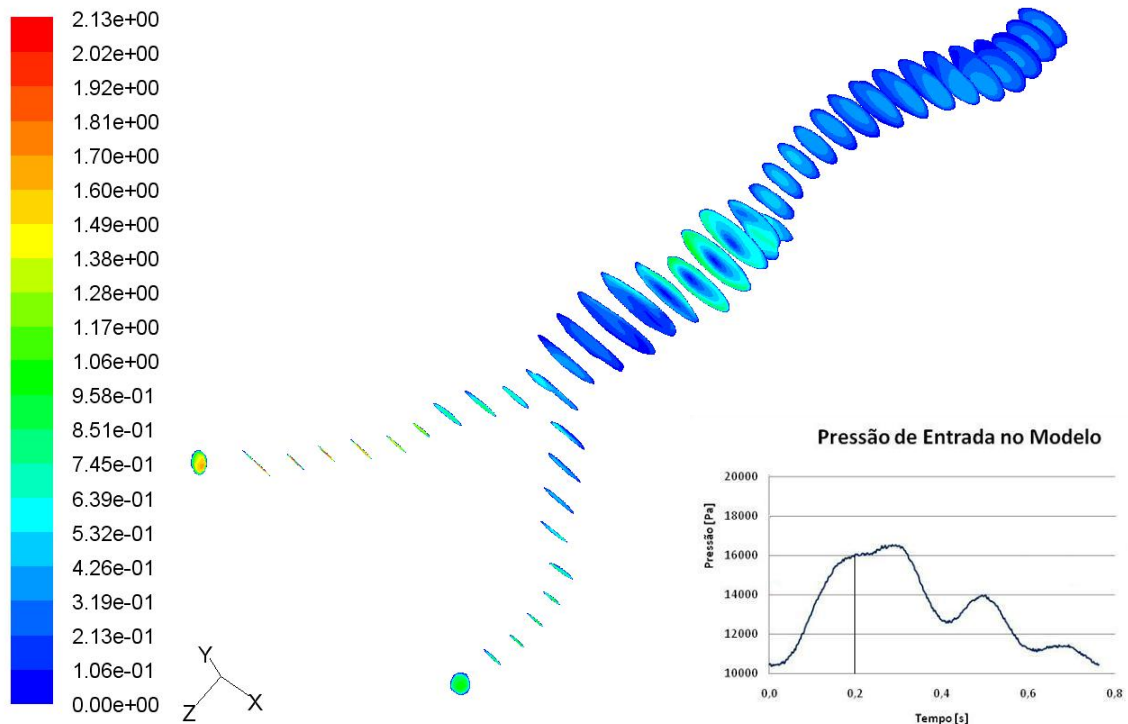 2.13e+00
2.02e+00
1.92e+00
1.81e+00
1.70e+00
1.60e+00
1.49e+00
1.38e+00
1.28e+00
1.17e+00
1.06e+00
9.58e-01
8.51e-01
7.45e-01
6.39e-01
5.32e-01
4.26e-01
3.19e-01
2.13e-01
1.06e-01
0.00e+00
Y
Z
X
Pressão de Entrada no Modelo
Pressão [Pa]
20000
18000
16000
14000
12000
10000
0,0 0,2 0,4 0,6 0,8
Tempo [s]